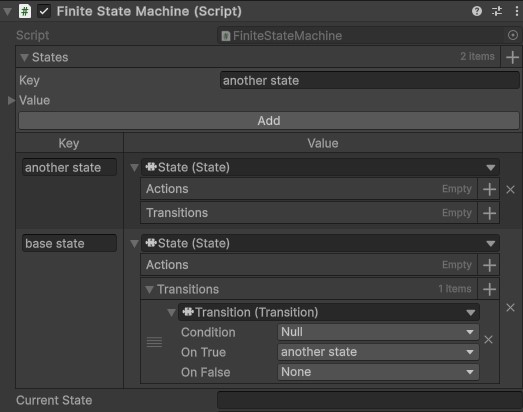 # Finite State Machine (Script)
Script FiniteStateMachine
States 2 Items
Key another state
Value
Add
Key Value
another state State (State)
Actions Empty
Transitions Empty
base state State (State)
Actions Empty
Transitions 1 Items
Transition (Transition)
Condition Null
On True another state
On False None
Current State